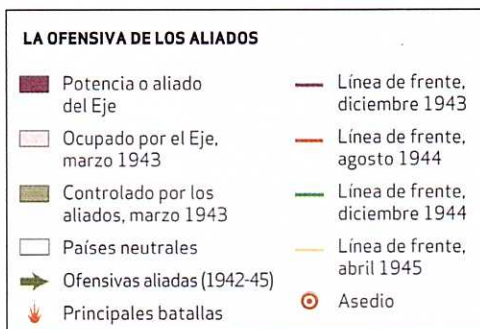 LA OFENSIVA DE LOS ALIADOS
Potencia o aliado
del Eje
Ocupado por el Eje,
marzo 1943
Controlado por los
aliados, marzo 1943
Países neutrales
Ofensivas aliadas (1942-45)
Principales batallas
Línea de frente,
diciembre 1943
Línea de frente,
agosto 1944
Línea de frente,
diciembre 1944
Línea de frente,
abril 1945
Asedio